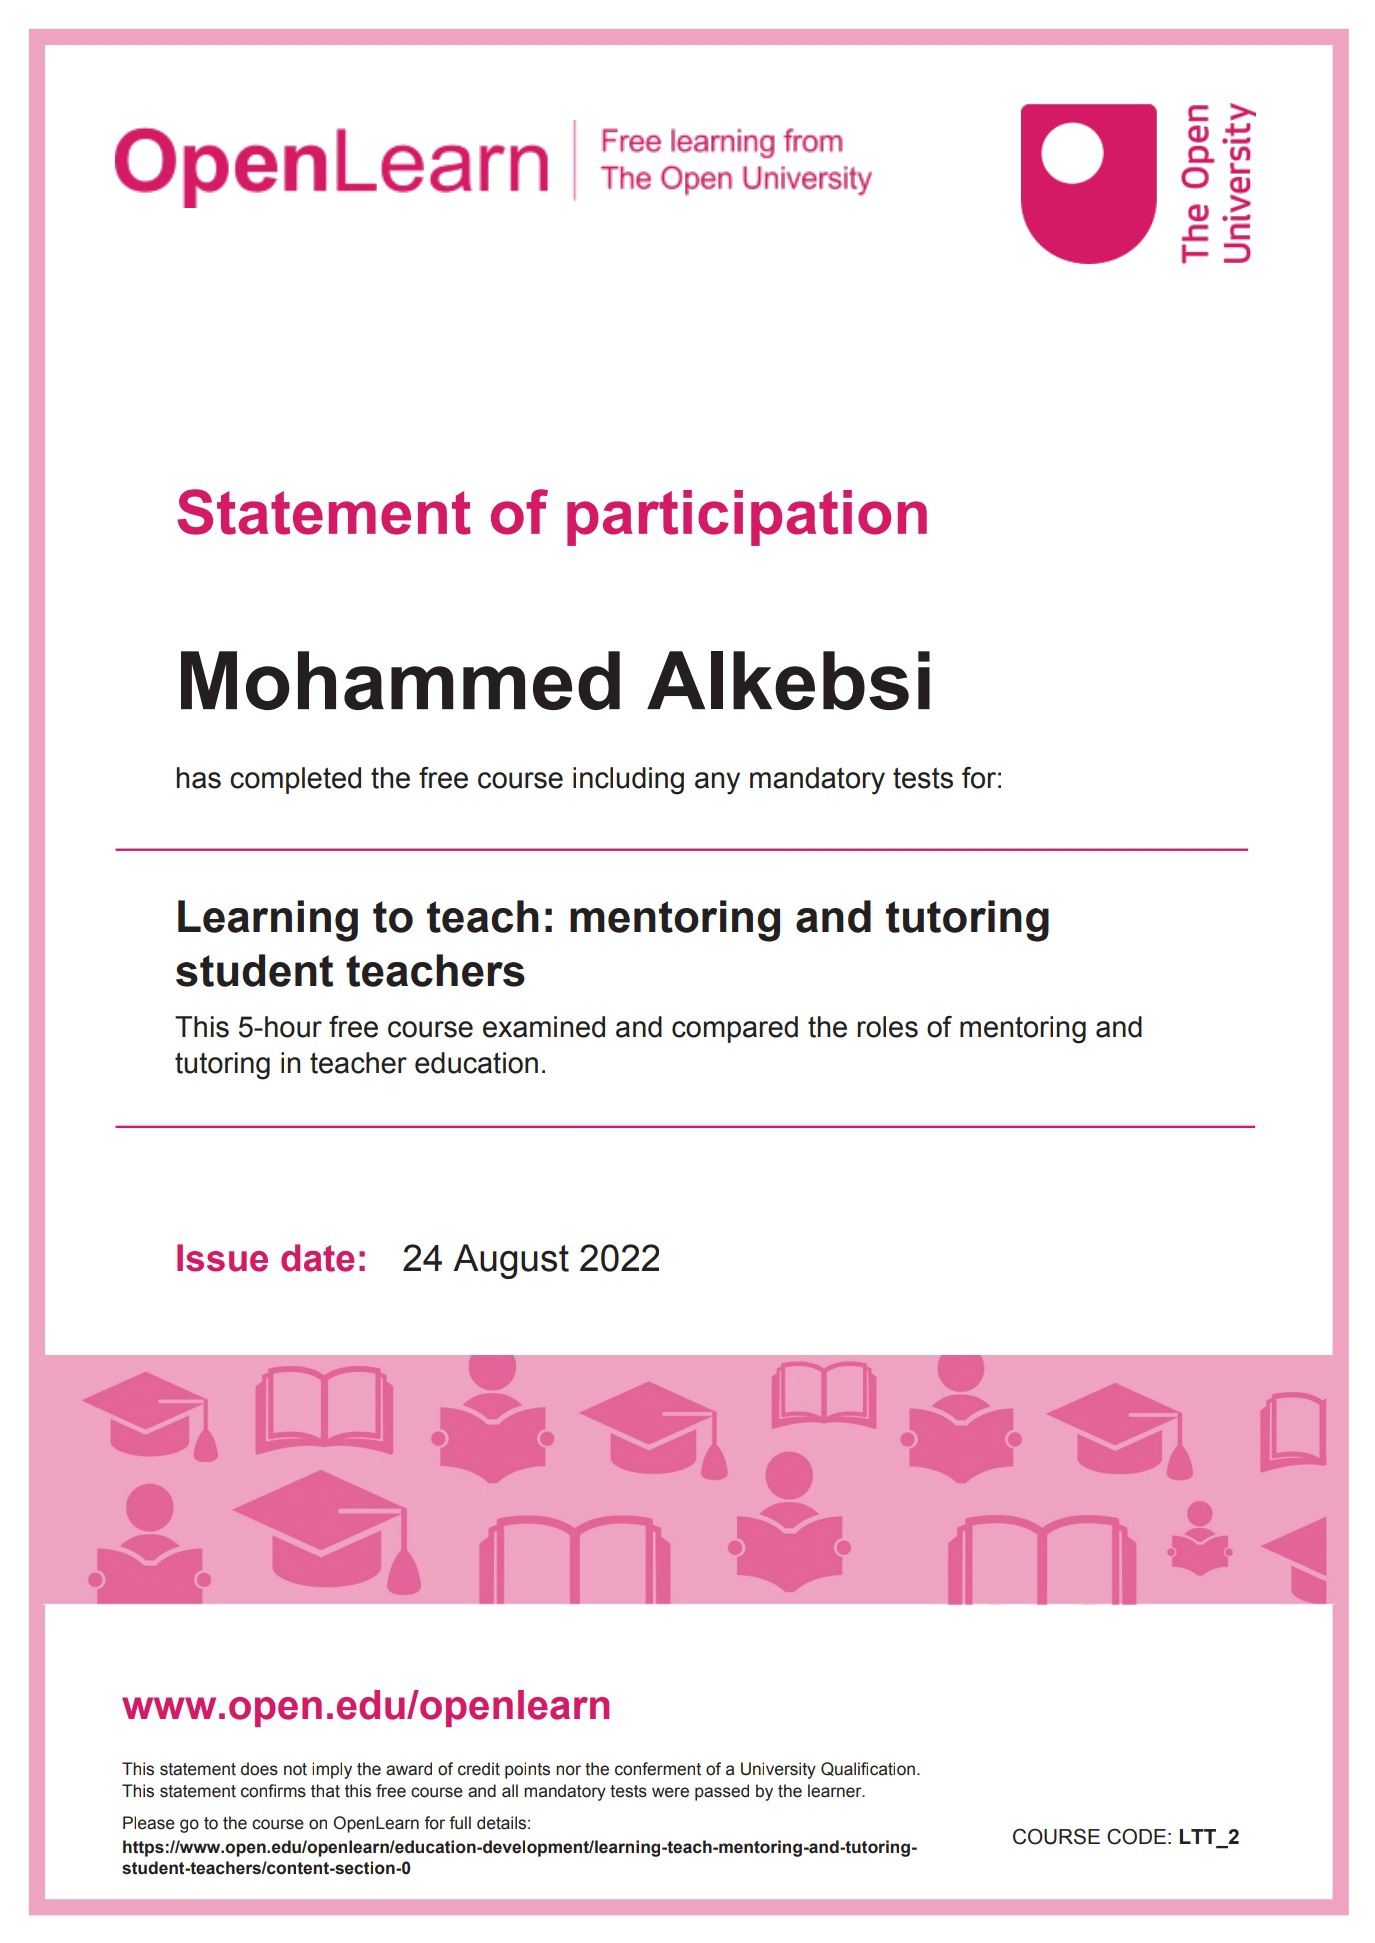 OpenLearn
Free learning from
The Open University
The Open
University
Statement of participation
Mohammed Alkebsi
has completed the free course including any mandatory tests for:
Learning to teach: mentoring and tutoring
student teachers
This 5-hour free course examined and compared the roles of mentoring and
tutoring in teacher education.
Issue date: 24 August 2022
www.open.edu/openlearn
This statement does not imply the award of credit points nor the conferment of a University Qualification.
This statement confirms that this free course and all mandatory tests were passed by the learner.
Please go to the course on OpenLearn for full details:
https://www.open.edu/openlearn/education-development/learning-teach-mentoring-and-tutoring-
student-teachers/content-section-0
COURSE CODE: LTT_2